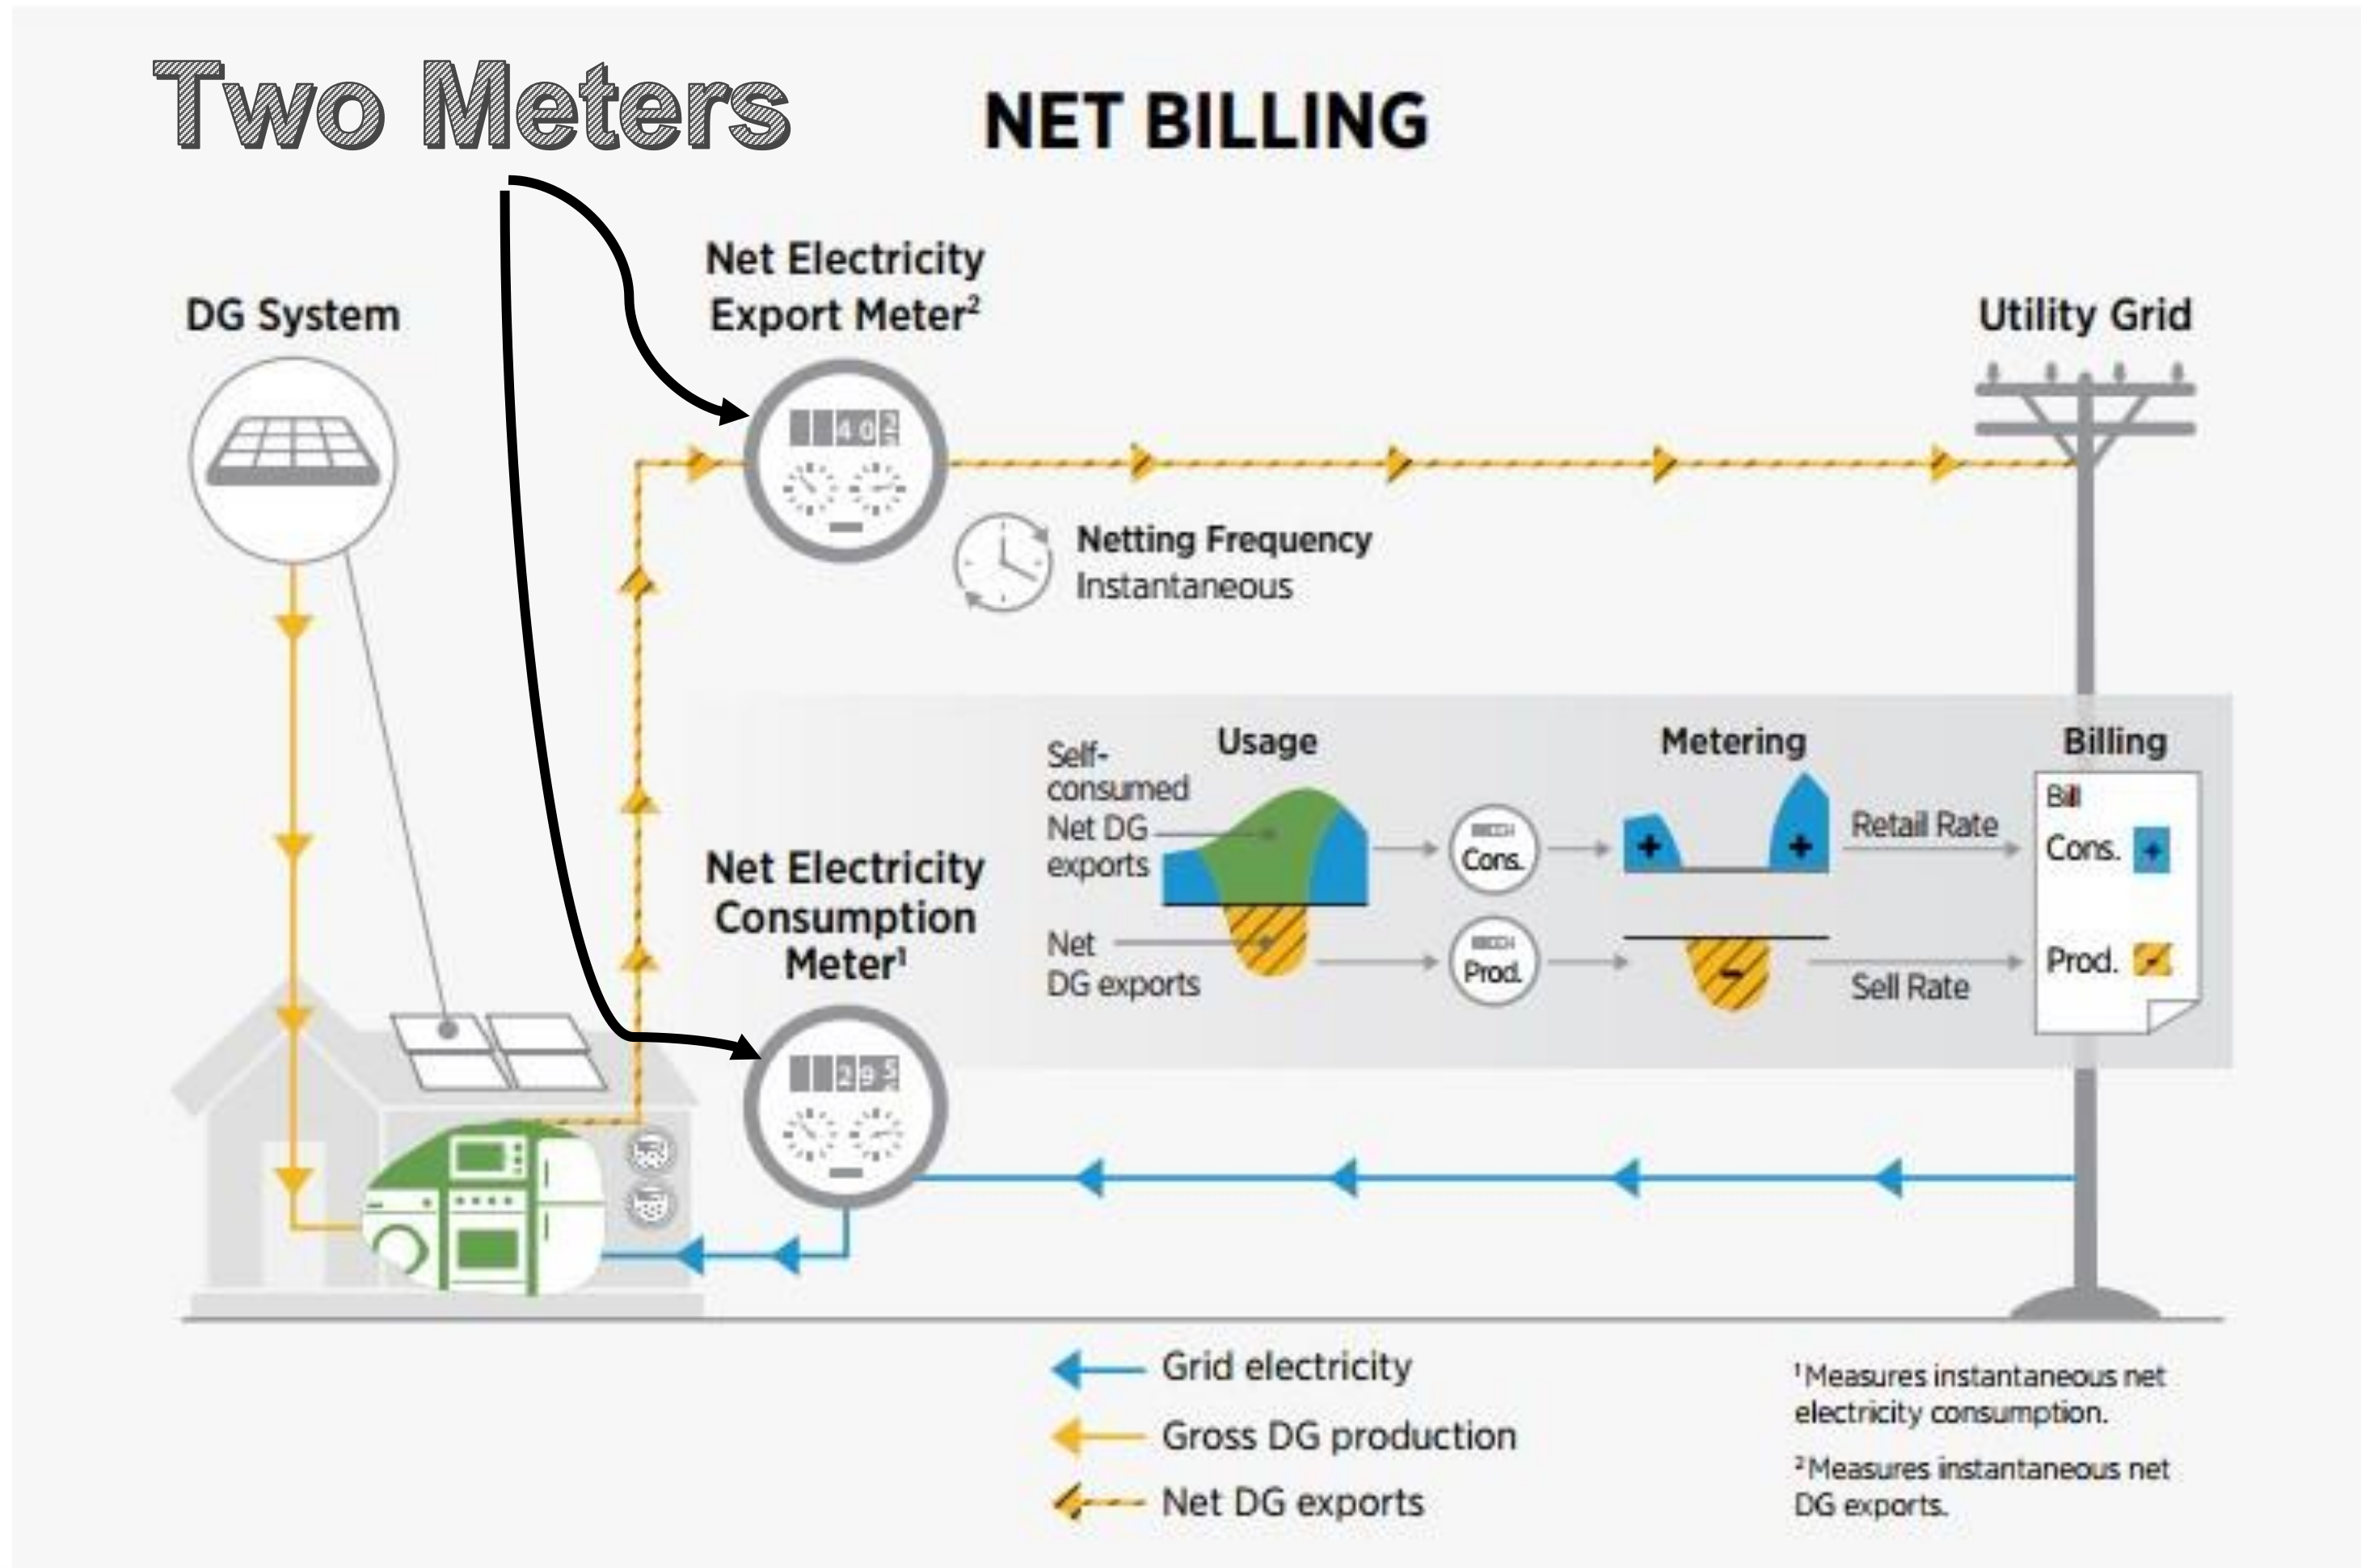 Two Meters
NET BILLING
Net Electricity
Export Meter²
DG System
Utility Grid
402
Netting Frequency
Instantaneous
Self-
consumed
Net DG
exports
Usage
Metering
Billing
Bill
Cons.
+
+
Retail Rate
Cons.
+
Net
DG exports
Prod.
-
Sell Rate
Prod.
-
Net Electricity
Consumption
Meter¹
295
Grid electricity
Gross DG production
Net DG exports
¹Measures instantaneous net
electricity consumption.
²Measures instantaneous net
DG exports.